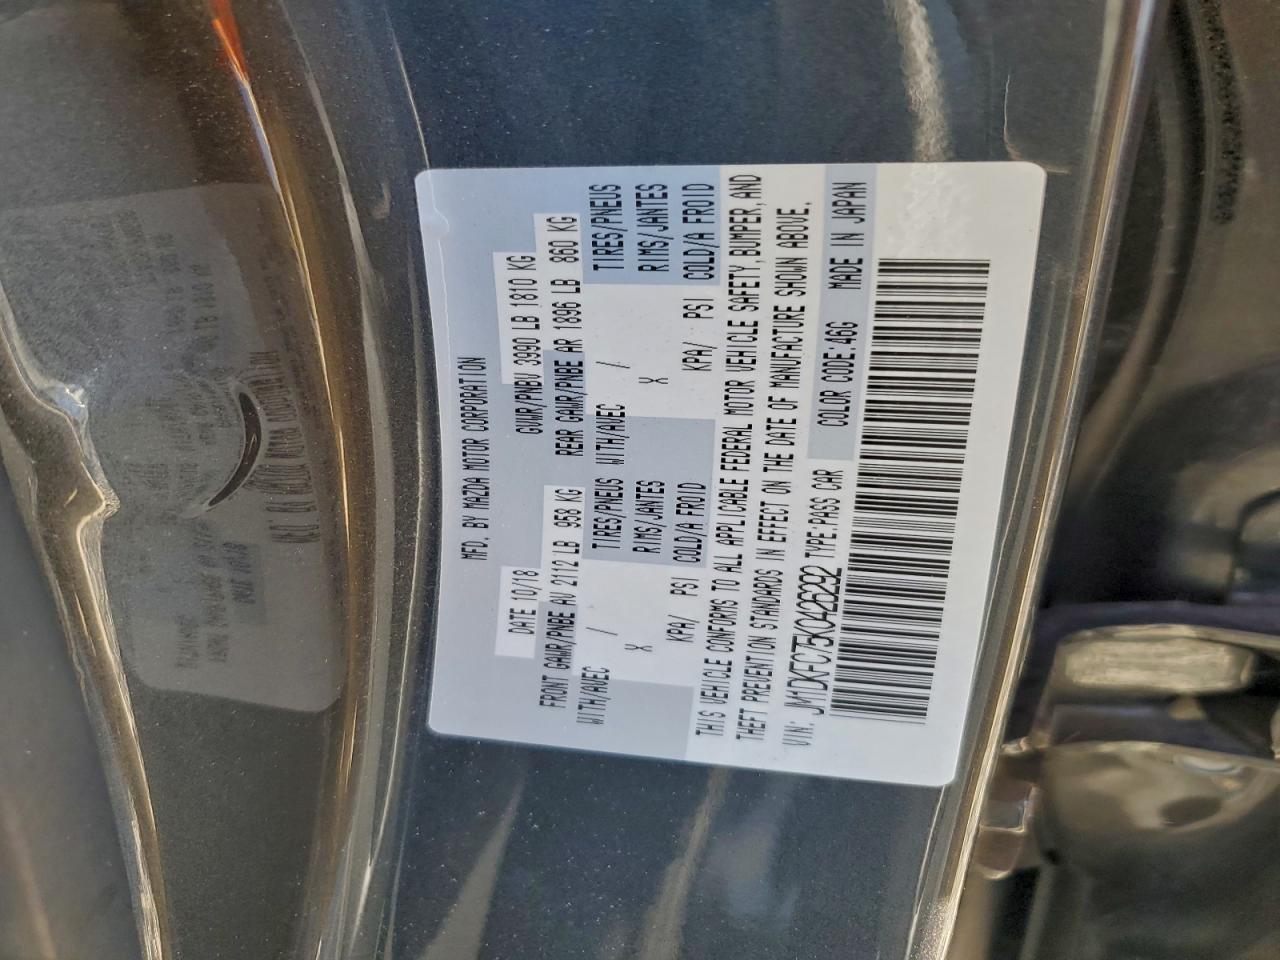 MFD. BY MAZDA MOTOR CORPORATION
DATE 10/18 GVWR/PNBV 3990 LB 1810 KG
FRONT GAWR/PNBE AV 2112 LB 958 KG REAR GAWR/PNBE AR 1896 LB 860 KG
WITH/AVEC / TIRES/PNEUS WITH/AVEC / TIRES/PNEUS
X RIMS/JANTES X RIMS/JANTES
KPA/ PSI COLD/A FROID KPA/ PSI COLD/A FROID
THIS VEHICLE CONFORMS TO ALL APPLICABLE FEDERAL MOTOR VEHICLE SAFETY, BUMPER, AND
THEFT PREVENTION STANDARDS IN EFFECT ON THE DATE OF MANUFACTURE SHOWN ABOVE.
VIN: JM1DKFC75K0426292 TYPE:PASS CAR COLOR CODE:46G MADE IN JAPAN